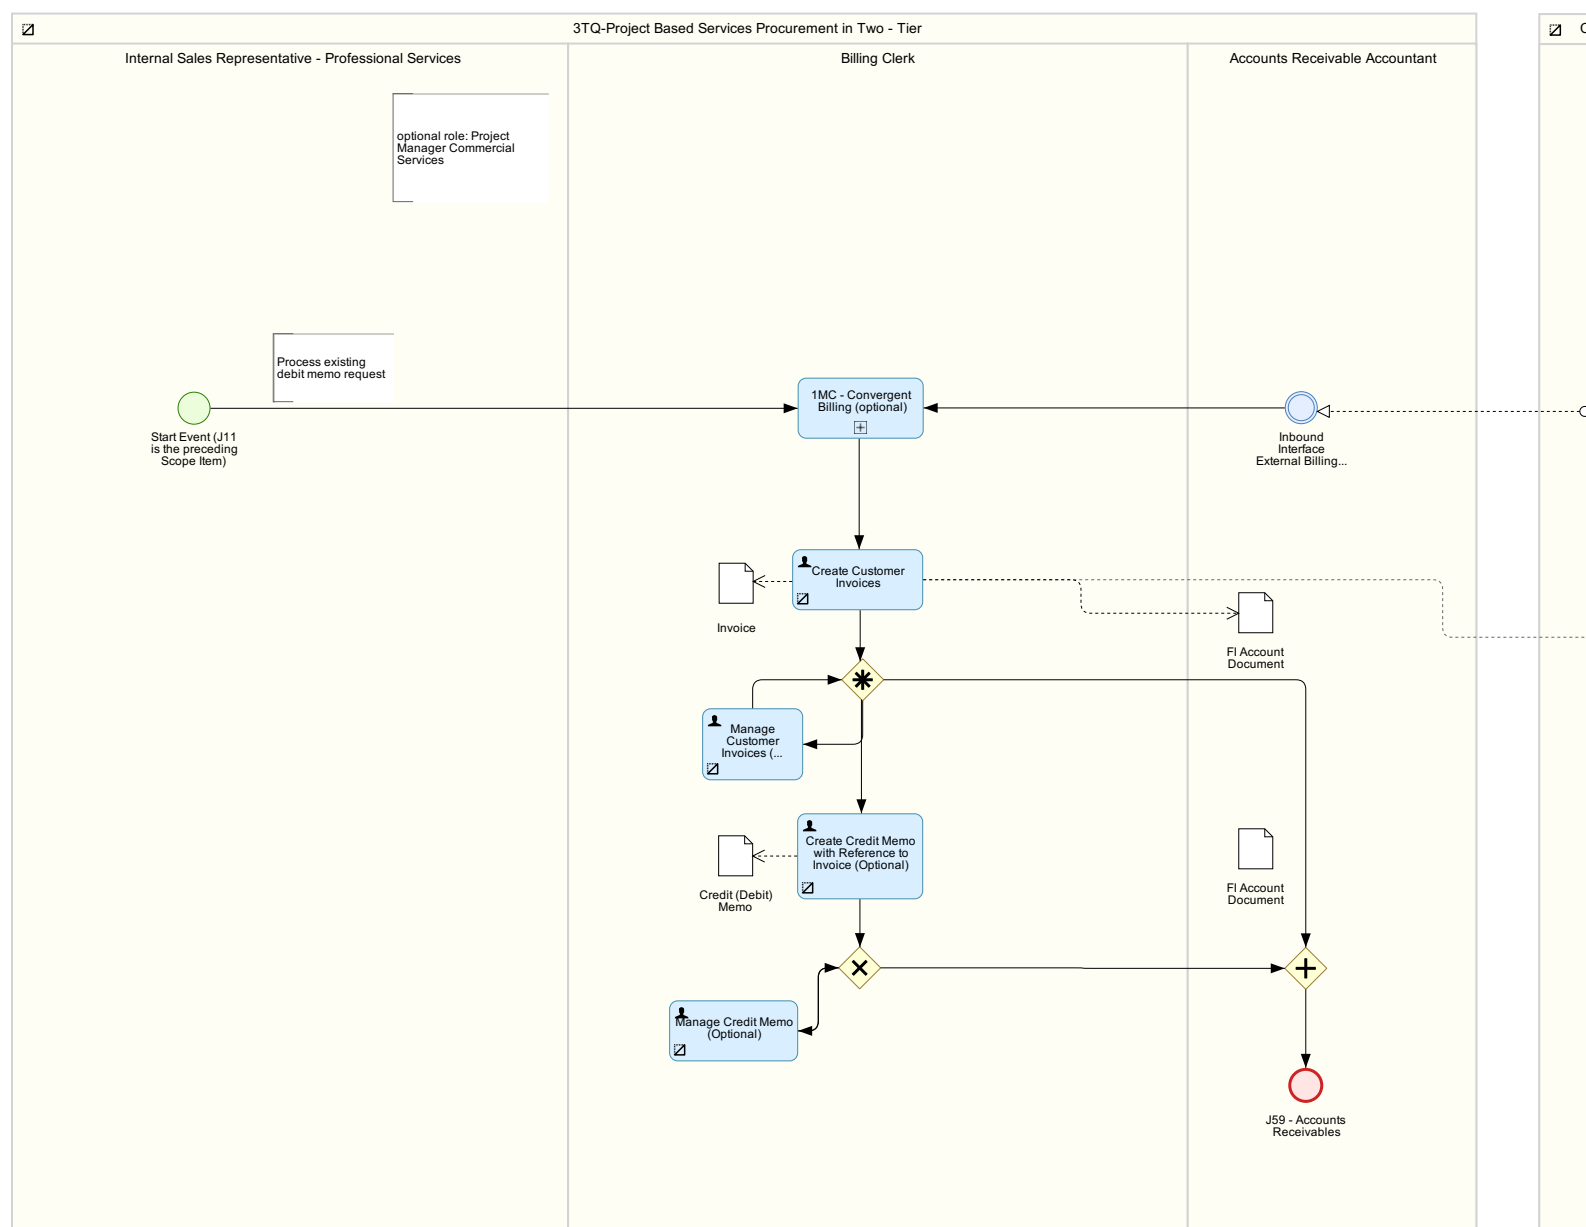 3TQ-Project Based Services Procurement in Two - Tier
Internal Sales Representative - Professional Services
Billing Clerk
Accounts Receivable Accountant
optional role: Project
Manager Commercial
Services
Process existing
debit memo request
Start Event (J11
is the preceding
Scope Item)
1MC - Convergent
Billing (optional)
Inbound
Interface
External Billing...
Create Customer
Invoices
Invoice
FI Account
Document
Manage
Customer
Invoices (...
Create Credit Memo
with Reference to
Invoice (Optional)
Credit (Debit)
Memo
FI Account
Document
Manage Credit Memo
(Optional)
J59 - Accounts
Receivables